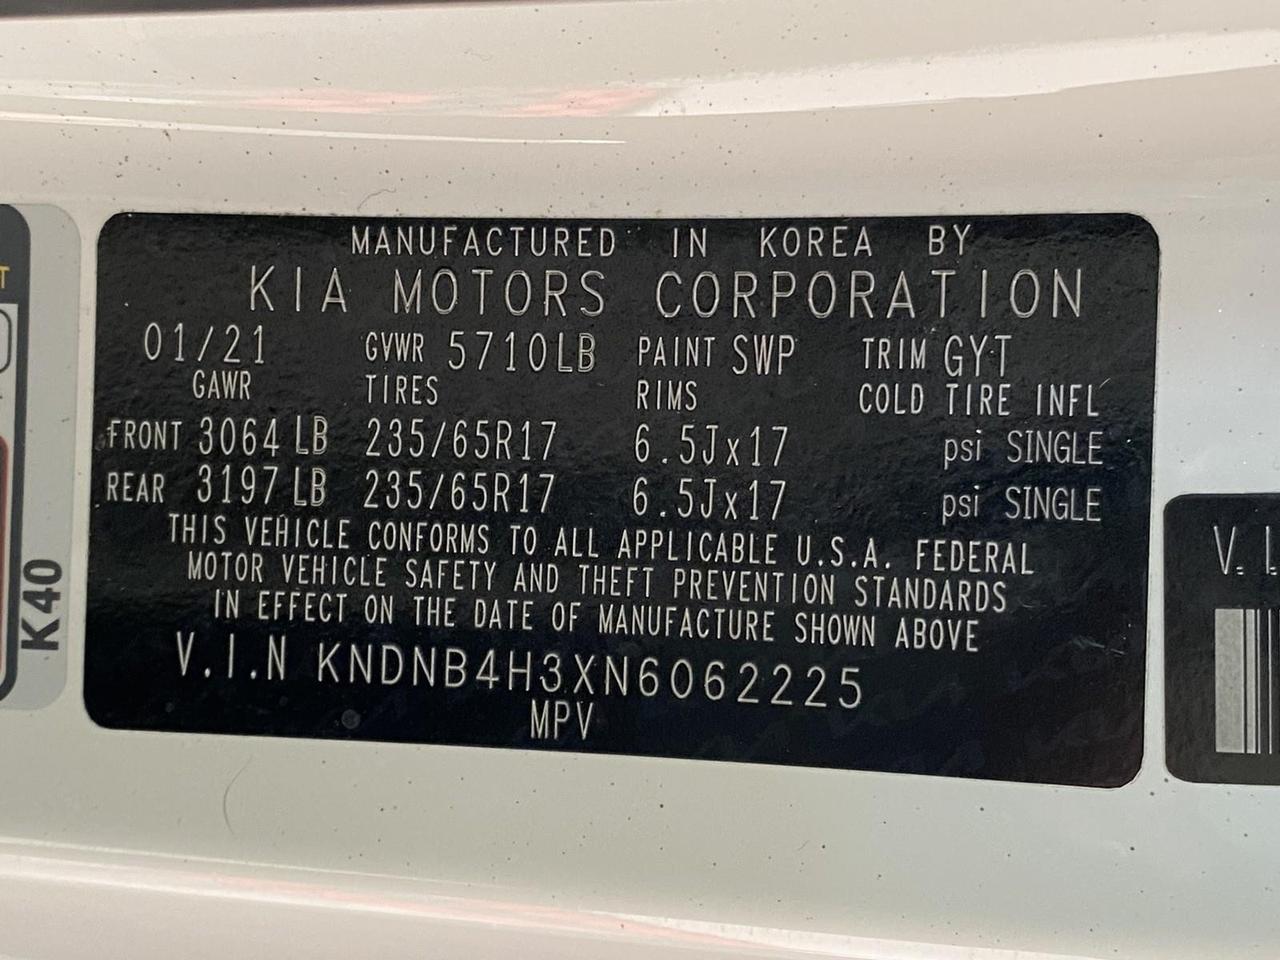 MANUFACTURED IN KOREA BY
KIA MOTORS CORPORATION
01/21 GVWR 5710LB PAINT SWP TRIM GYT
GAWR TIRES RIMS COLD TIRE INFL
FRONT 3064 LB 235/65R17 6.5Jx17 psi SINGLE
REAR 3197 LB 235/65R17 6.5Jx17 psi SINGLE
THIS VEHICLE CONFORMS TO ALL APPLICABLE U.S.A. FEDERAL
MOTOR VEHICLE SAFETY AND THEFT PREVENTION STANDARDS
IN EFFECT ON THE DATE OF MANUFACTURE SHOWN ABOVE
V.I.N KNDNB4H3XN6062225
MPV
K40